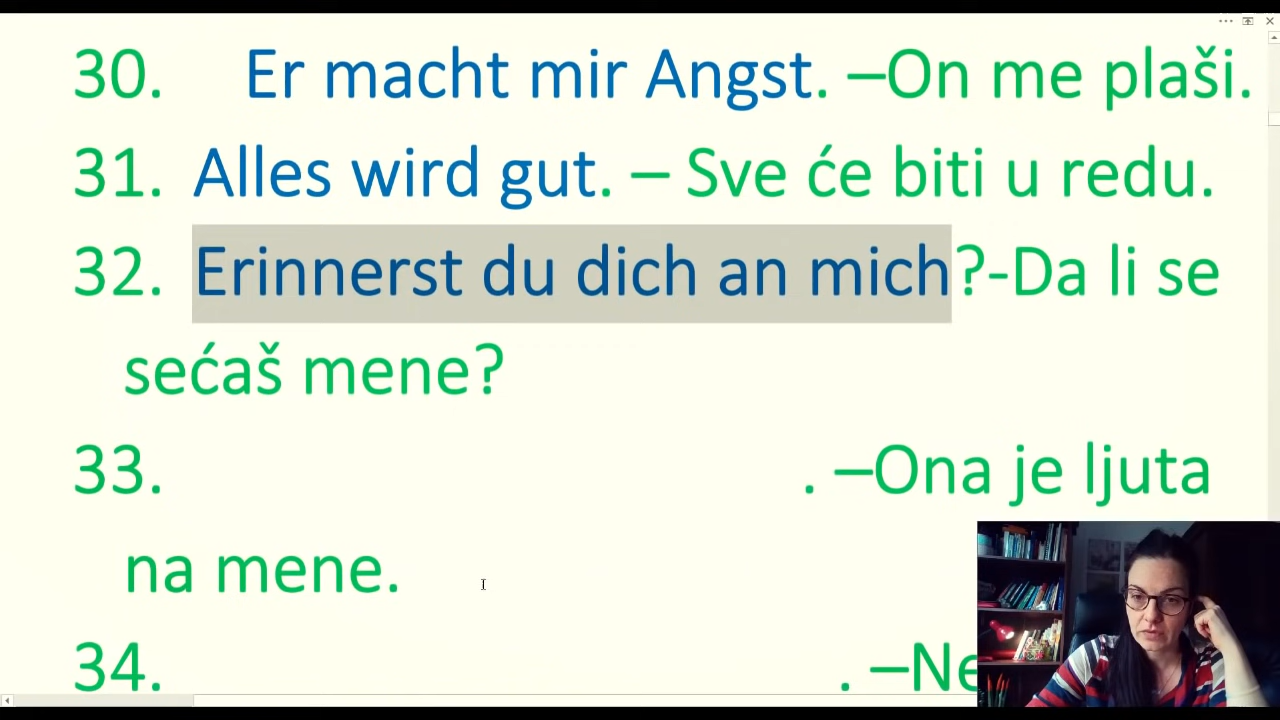 30. Er macht mir Angst. –On me plaši.
31. Alles wird gut. – Sve će biti u redu.
32. Erinnerst du dich an mich?-Da li se
sećaš mene?
33. . –Ona je ljuta
na mene.
34. . –Ne